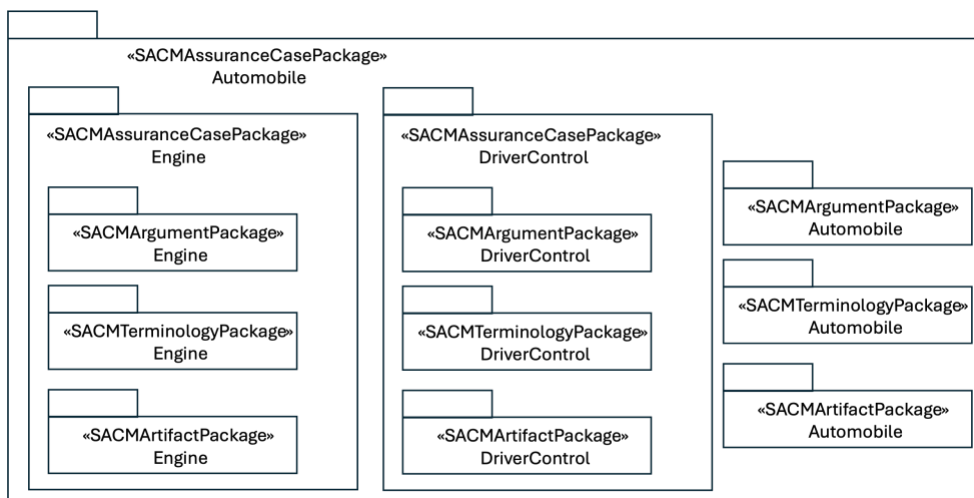 «SACMAssuranceCasePackage»
Automobile
«SACMAssuranceCasePackage»
Engine
«SACMArgumentPackage»
Engine
«SACMTerminologyPackage»
Engine
«SACMArtifactPackage»
Engine
«SACMAssuranceCasePackage»
DriverControl
«SACMArgumentPackage»
DriverControl
«SACMTerminologyPackage»
DriverControl
«SACMArtifactPackage»
DriverControl
«SACMArgumentPackage»
Automobile
«SACMTerminologyPackage»
Automobile
«SACMArtifactPackage»
Automobile